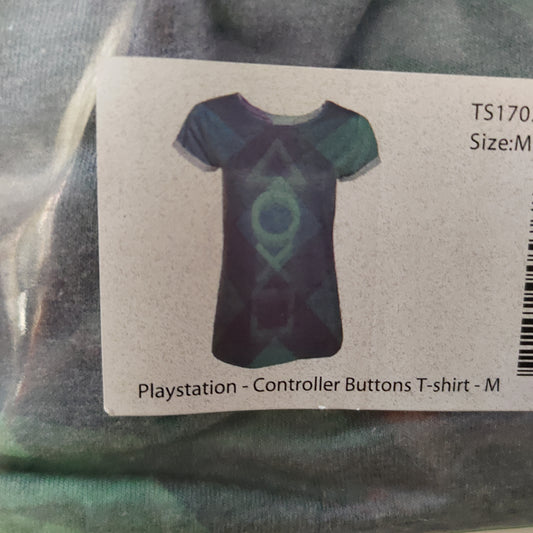 TS170
Size:M
Playstation - Controller Buttons T-shirt - M